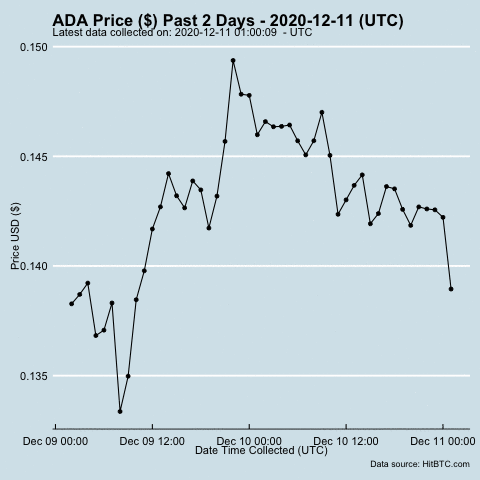 ADA Price ($) Past 2 Days - 2020-12-11 (UTC)
Latest data collected on: 2020-12-11 01:00:09  - UTC
0.150
0.145
Price USD ($)
0.140
0.135
Dec 09 00:00 Dec 09 12:00 Dec 10 00:00 Dec 10 12:00 Dec 11 00:00
Date Time Collected (UTC)
Data source: HitBTC.com